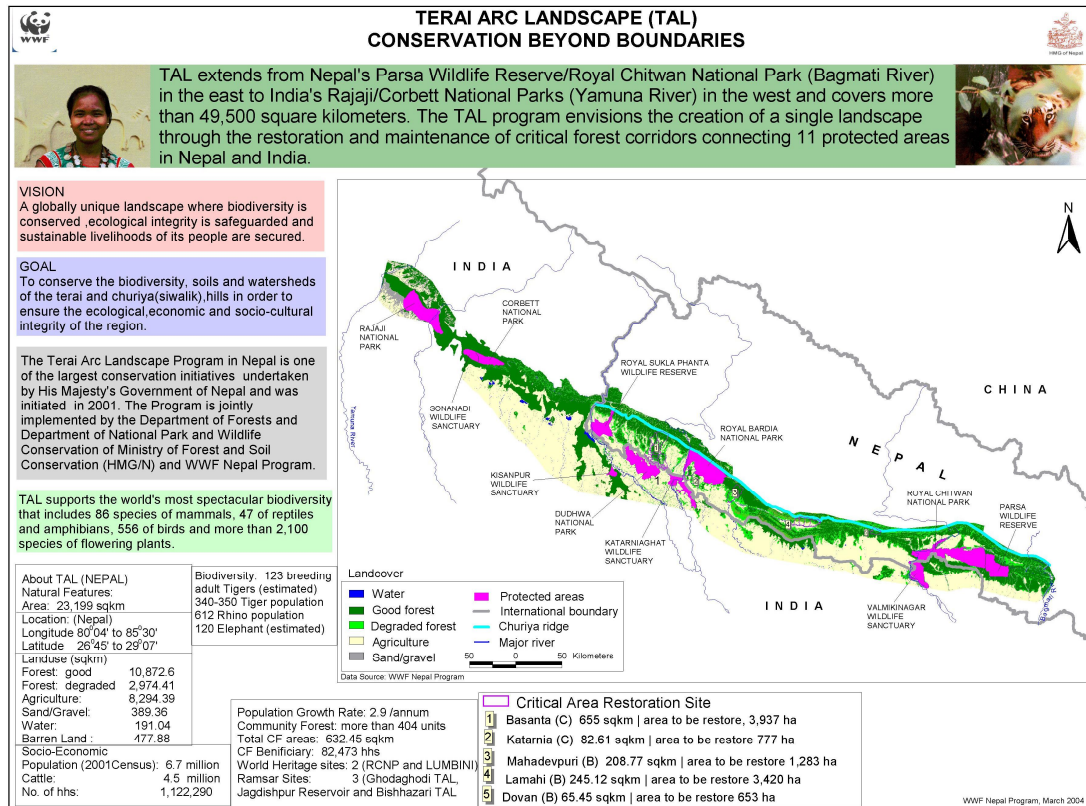 TERAI ARC LANDSCAPE (TAL)
CONSERVATION BEYOND BOUNDARIES
WWF
HMG of Nepal
TAL extends from Nepal's Parsa Wildlife Reserve/Royal Chitwan National Park (Bagmati River)
in the east to India's Rajaji/Corbett National Parks (Yamuna River) in the west and covers more
than 49,500 square kilometers. The TAL program envisions the creation of a single landscape
through the restoration and maintenance of critical forest corridors connecting 11 protected areas
in Nepal and India.
VISION
A globally unique landscape where biodiversity is
conserved ,ecological integrity is safeguarded and
sustainable livelihoods of its people are secured.
GOAL
To conserve the biodiversity, soils and watersheds
of the terai and churiya(siwalik),hills in order to
ensure the ecological,economic and socio-cultural
integrity of the region.
The Terai Arc Landscape Program in Nepal is one
of the largest conservation initiatives undertaken
by His Majesty's Government of Nepal and was
initiated in 2001. The Program is jointly
implemented by the Department of Forests and
Department of National Park and Wildlife
Conservation of Ministry of Forest and Soil
Conservation (HMG/N) and WWF Nepal Program.
TAL supports the world's most spectacular biodiversity
that includes 86 species of mammals, 47 of reptiles
and amphibians, 556 of birds and more than 2,100
species of flowering plants.
N
INDIA
CORBETT
NATIONAL
PARK
RAJAJI
NATIONAL
PARK
ROYAL SUKLA PHANTA
WILDLIFE RESERVE
CHINA
SONANADI
WILDLIFE
SANCTUARY
Yamuna River
ROYAL BARDIA
NATIONAL PARK
NEPAL
KISANPUR
WILDLIFE
SANCTUARY
ROYAL CHITWAN
NATIONAL PARK
PARSA
WILDLIFE
RESERVE
DUDHWA
NATIONAL
PARK
KATARNIAGHAT
WILDLIFE
SANCTUARY
INDIA
VALMIKINAGAR
WILDLIFE
SANCTUARY
Landcover
Water
Good forest
Degraded forest
Agriculture
Sand/gravel
Protected areas
International boundary
Churiya ridge
Major river
50 0 50 Kilometers
Data Source: WWF Nepal Program
About TAL (NEPAL)
Natural Features:
Area: 23,199 sqkm
Location: (Nepal)
Longitude 80°04' to 85°30'
Latitude 26°45' to 29°07'
Landuse (sqkm)
Forest: good 10,872.6
Forest: degraded 2,974.41
Agriculture: 8,294.39
Sand/Gravel: 389.36
Water: 191.04
Barren Land : 477.88
Socio-Economic
Population (2001Census): 6.7 million
Cattle: 4.5 million
No. of hhs: 1,122,290
Biodiversity: 123 breeding
adult Tigers (estimated)
340-350 Tiger population
612 Rhino population
120 Elephant (estimated)
Population Growth Rate: 2.9 /annum
Community Forest: more than 404 units
Total CF areas: 632.45 sqkm
CF Benificiary: 82,473 hhs
World Heritage sites: 2 (RCNP and LUMBINI)
Ramsar Sites: 3 (Ghodaghodi TAL,
Jagdishpur Reservoir and Bishhazari TAL
Critical Area Restoration Site
1 Basanta (C) 655 sqkm | area to be restore, 3,937 ha
2 Katarnia (C) 82.61 sqkm | area to be restore 777 ha
3 Mahadevpuri (B) 208.77 sqkm | area to be restore 1,283 ha
4 Lamahi (B) 245.12 sqkm | area to be restore 3,420 ha
5 Dovan (B) 65.45 sqkm | area to be restore 653 ha
WWF Nepal Program, March 2004